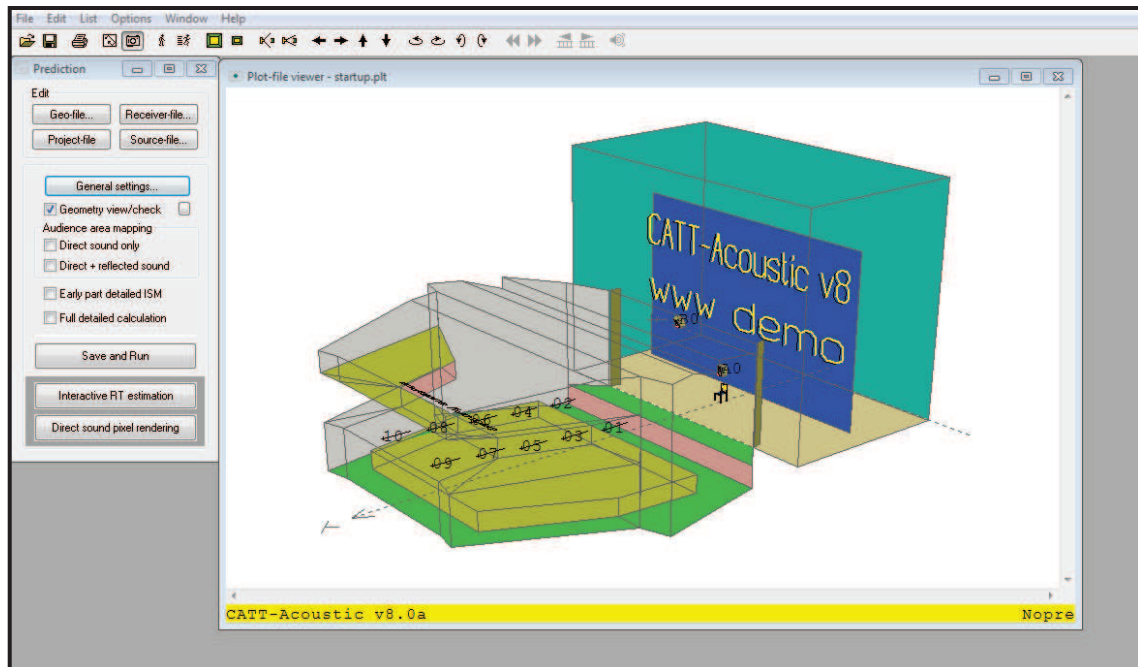 File Edit List Options Window Help
Prediction
Edit
Geo-file... Receiver-file...
Project-file Source-file...
General settings...
Geometry view/check
Audience area mapping
Direct sound only
Direct + reflected sound
Early part detailed ISM
Full detailed calculation
Save and Run
Interactive RT estimation
Direct sound pixel rendering
Plot-file viewer - startup.plt
CATT-Acoustic v8
www demo
A0
10 08 06 04 02
09 07 05 03 01
CATT-Acoustic v8.0a Nopre